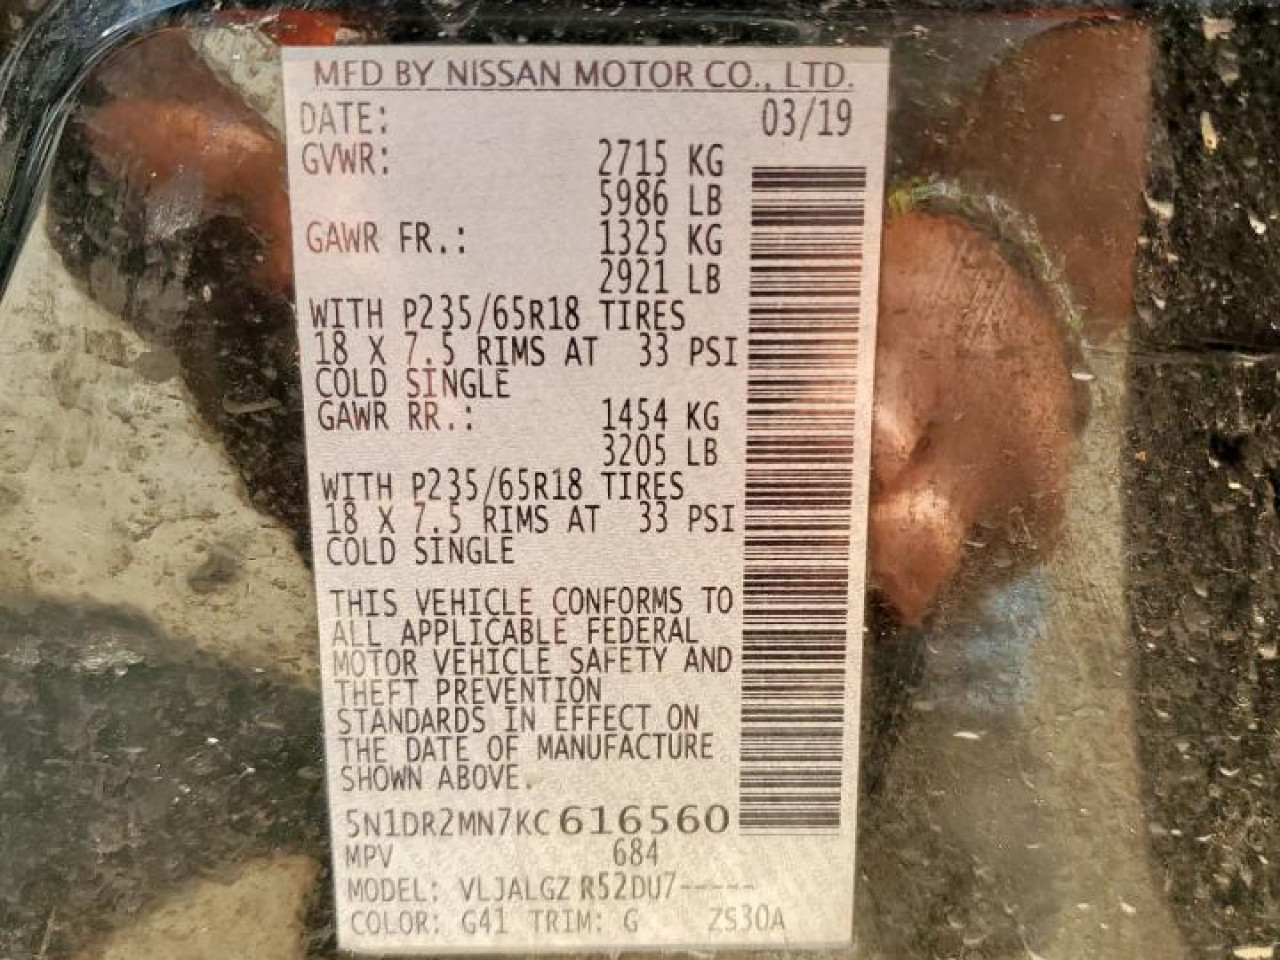 MFD BY NISSAN MOTOR CO., LTD.
DATE: 03/19
GVWR: 2715 KG
5986 LB
GAWR FR.: 1325 KG
2921 LB
WITH P235/65R18 TIRES
18 X 7.5 RIMS AT 33 PSI
COLD SINGLE
GAWR RR.: 1454 KG
3205 LB
WITH P235/65R18 TIRES
18 X 7.5 RIMS AT 33 PSI
COLD SINGLE
THIS VEHICLE CONFORMS TO
ALL APPLICABLE FEDERAL
MOTOR VEHICLE SAFETY AND
THEFT PREVENTION
STANDARDS IN EFFECT ON
THE DATE OF MANUFACTURE
SHOWN ABOVE.
5N1DR2MN7KC616560
MPV 684
MODEL: VLJALGZ R52DU7-----
COLOR: G41 TRIM: G ZS30A